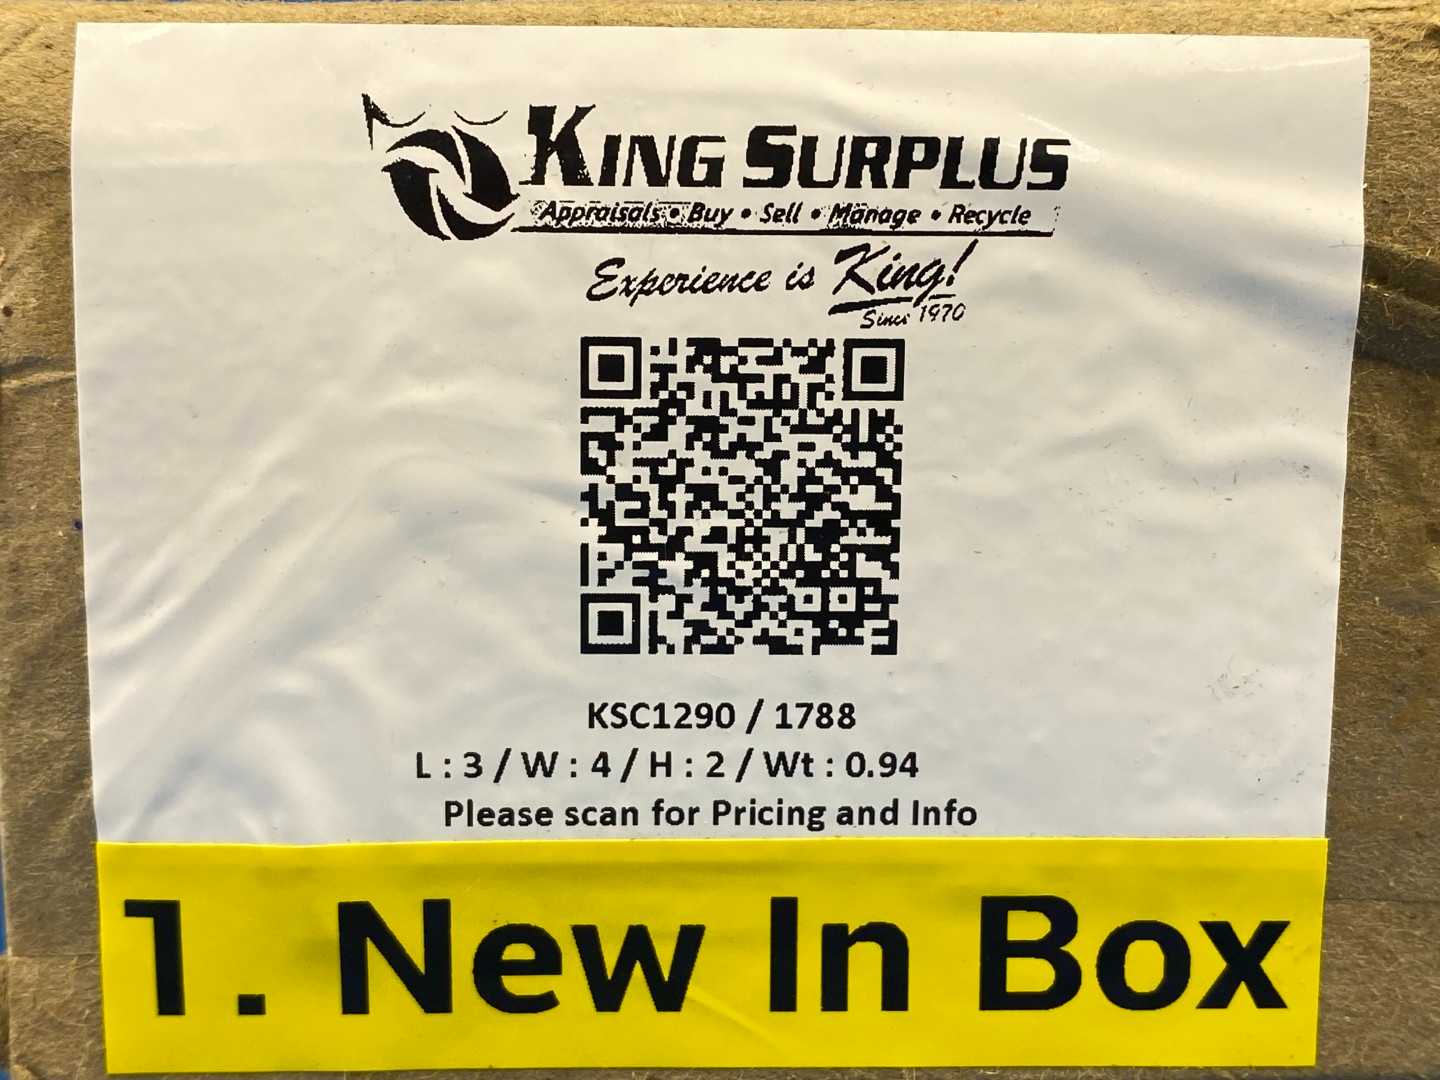 KING SURPLUS
Appraisals • Buy • Sell • Manage • Recycle
Experience is King!
Since 1970
KSC1290 / 1788
L : 3 / W : 4 / H : 2 / Wt : 0.94
Please scan for Pricing and Info
1. New In Box